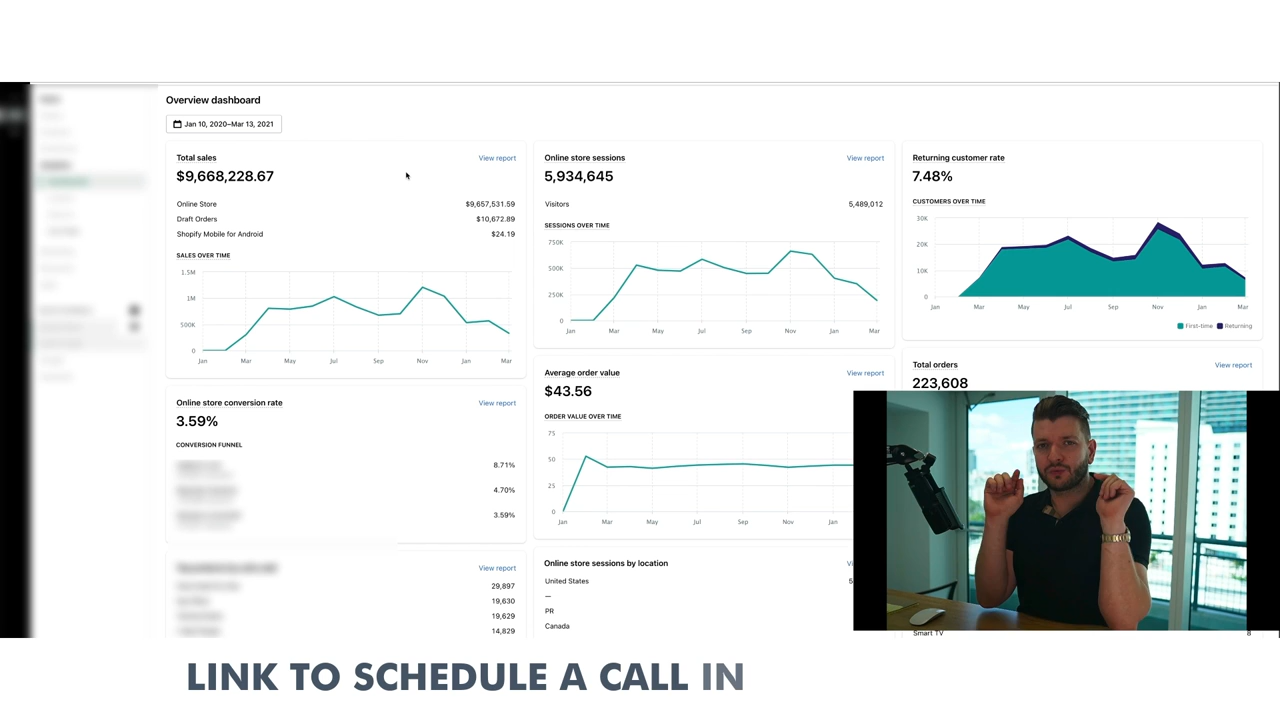 Overview dashboard
Jan 10, 2020–Mar 13, 2021
Total sales
View report
$9,668,228.67
Online Store $9,657,531.59
Draft Orders $10,672.89
Shopify Mobile for Android $24.19
SALES OVER TIME
1.5M
1M
500K
0
Jan Mar May Jul Sep Nov Jan Mar
Online store conversion rate
View report
3.59%
CONVERSION FUNNEL
8.71%
4.70%
3.59%
View report
29,897
19,630
19,629
14,829
Online store sessions
View report
5,934,645
Visitors 5,489,012
SESSIONS OVER TIME
750K
500K
250K
0
Jan Mar May Jul Sep Nov Jan Mar
Average order value
View report
$43.56
ORDER VALUE OVER TIME
75
50
25
0
Jan Mar May Jul Sep Nov Jan
Online store sessions by location
United States
—
PR
Canada
Returning customer rate
7.48%
CUSTOMERS OVER TIME
30K
20K
10K
0
Jan Mar May Jul Sep Nov Jan Mar
First-time Returning
Total orders
View report
223,608
Smart TV 8
LINK TO SCHEDULE A CALL IN